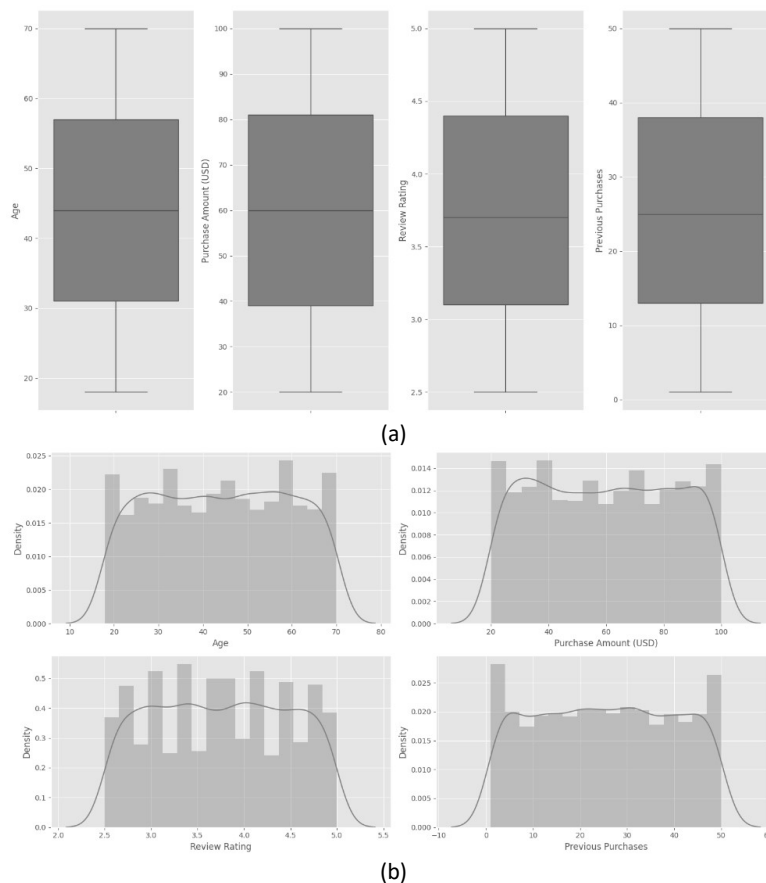 70
60
50
40
30
20
Age
100
90
80
70
60
50
40
30
20
Purchase Amount (USD)
5.0
4.5
4.0
3.5
3.0
2.5
Review Rating
50
40
30
20
10
0
Previous Purchases
(a)
0.025
0.020
0.015
0.010
0.005
0.000
Density
10 20 30 40 50 60 70 80
Age
0.014
0.012
0.010
0.008
0.006
0.004
0.002
0.000
Density
20 40 60 80 100
Purchase Amount (USD)
0.5
0.4
0.3
0.2
0.1
0.0
Density
2.0 2.5 3.0 3.5 4.0 4.5 5.0 5.5
Review Rating
0.025
0.020
0.015
0.010
0.005
0.000
Density
−10 0 10 20 30 40 50
Previous Purchases
(b)